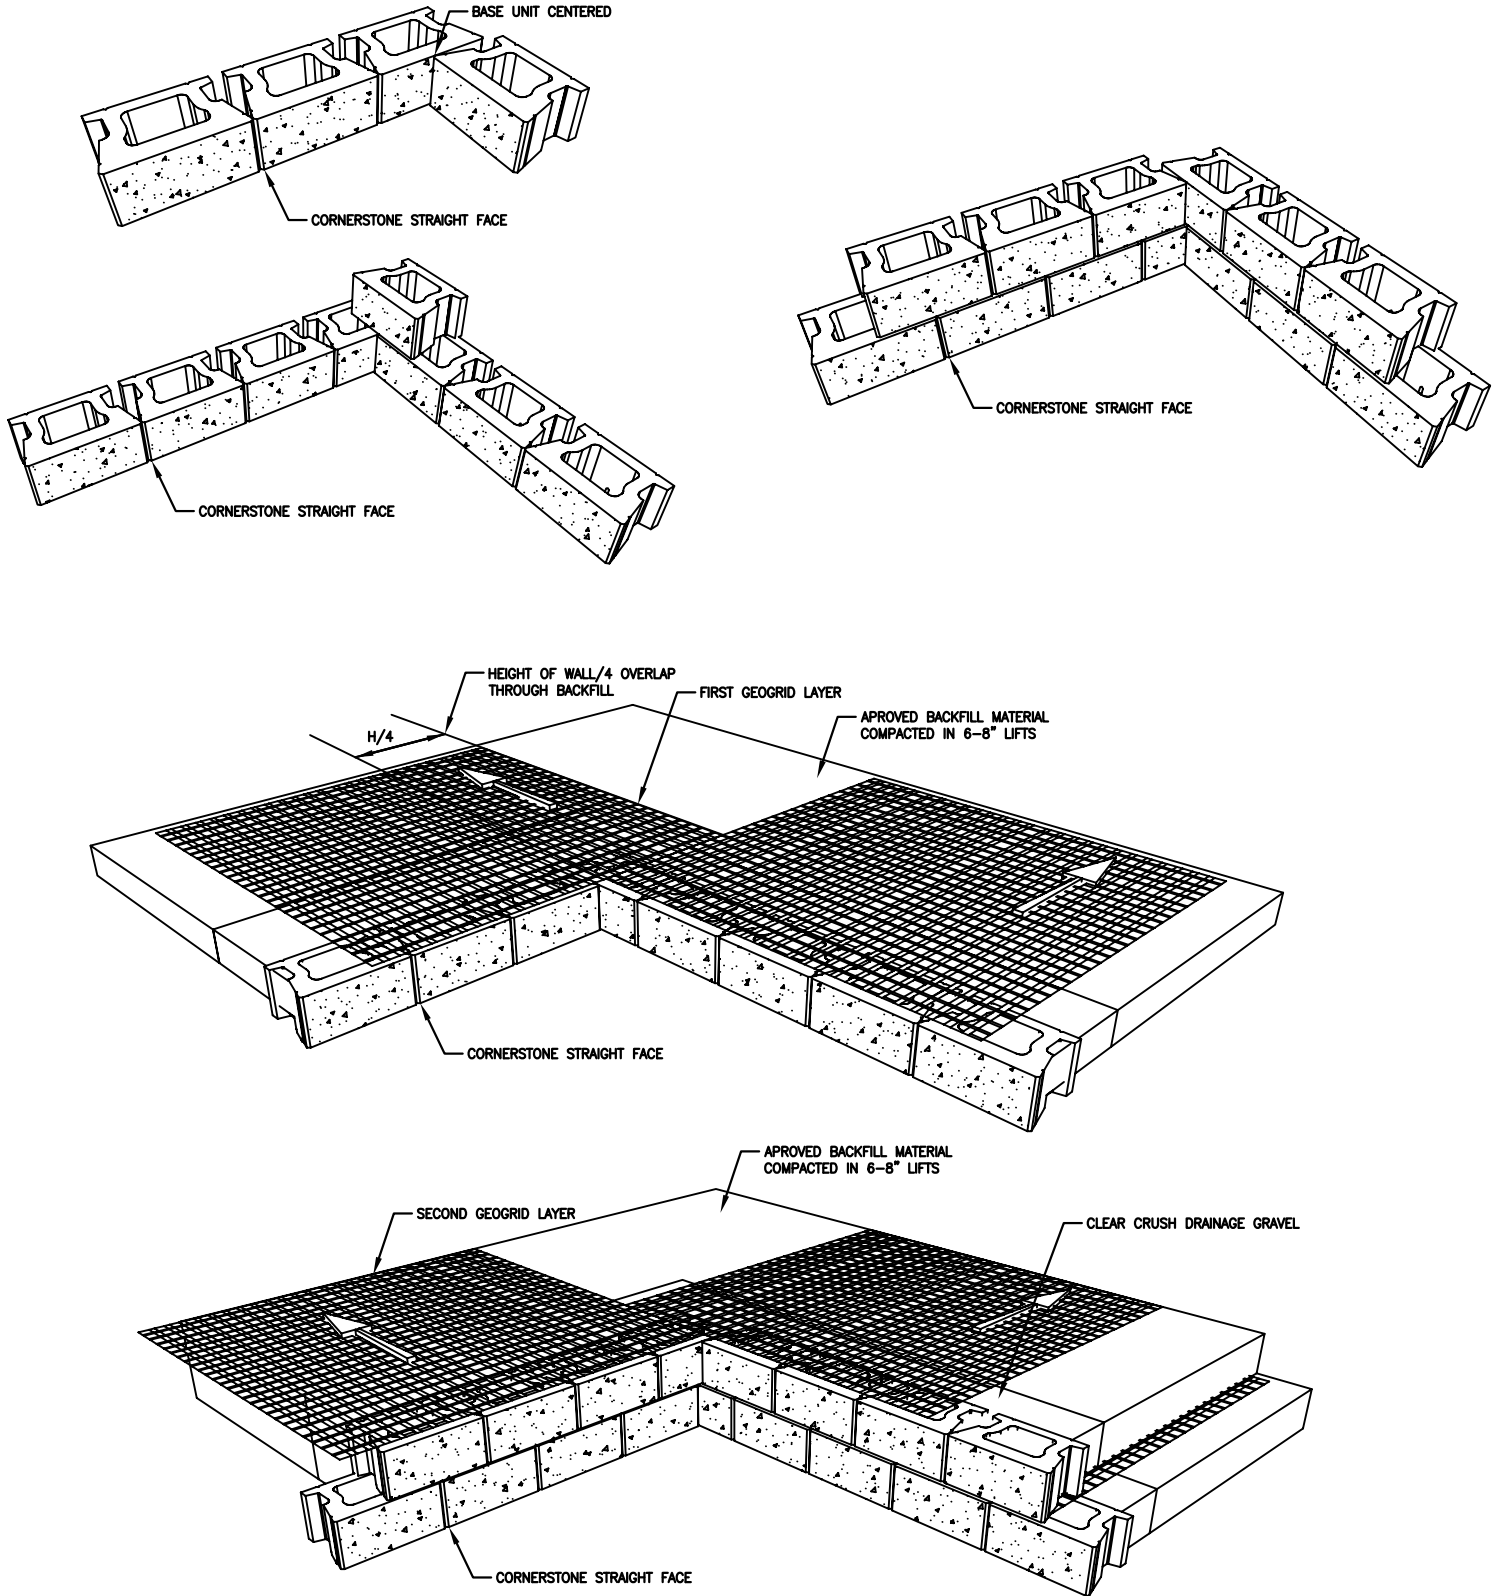 BASE UNIT CENTERED
CORNERSTONE STRAIGHT FACE
CORNERSTONE STRAIGHT FACE
CORNERSTONE STRAIGHT FACE
HEIGHT OF WALL/4 OVERLAP
THROUGH BACKFILL
FIRST GEOGRID LAYER
APROVED BACKFILL MATERIAL
COMPACTED IN 6-8" LIFTS
H/4
CORNERSTONE STRAIGHT FACE
APROVED BACKFILL MATERIAL
COMPACTED IN 6-8" LIFTS
SECOND GEOGRID LAYER
CLEAR CRUSH DRAINAGE GRAVEL
CORNERSTONE STRAIGHT FACE